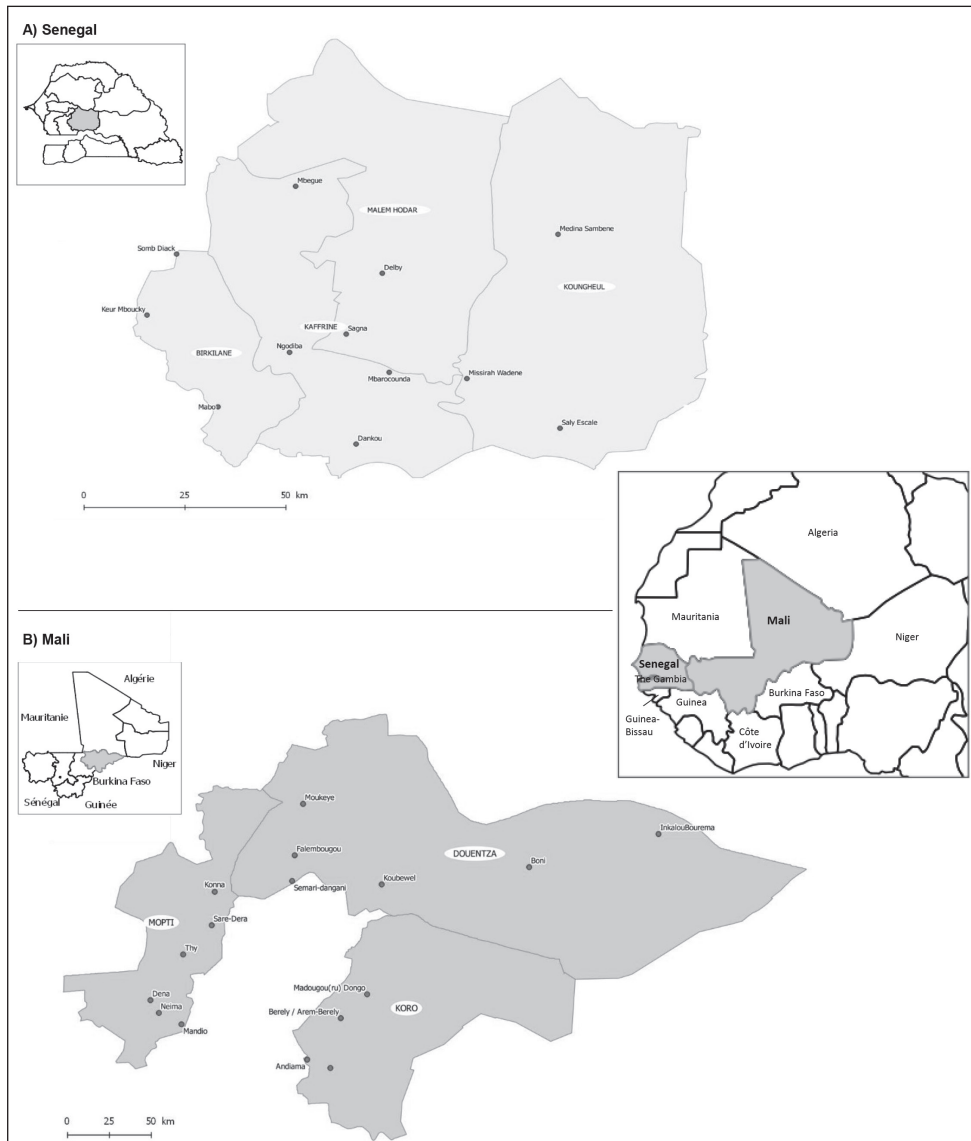 A) Senegal
Mbegue
MALEM HODAR
Medina Sambene
Somb Diack
Delby
KOUNGHEUL
Keur Mboucky
KAFFRINE
Sagna
Ngodiba
BIRKILANE
Mbarocounda
Missirah Wadene
Mabo
Saly Escale
Dankou
0 25 50 km
Algeria
Mauritania
Mali
Niger
Senegal
The Gambia
Burkina Faso
Guinea
Guinea-
Bissau
Côte
d'Ivoire
B) Mali
Algérie
Mauritanie
Niger
Burkina Faso
Sénégal
Guinée
Moukeye
InkalouBourema
Falembougou
DOUENTZA
Boni
Konna
Semari-dangani
Koubewel
MOPTI
Sare-Dera
Thy
Madougou(ru) Dongo
Dena
KORO
Neima
Berely / Arem-Berely
Mandio
Andiama
0 25 50 km